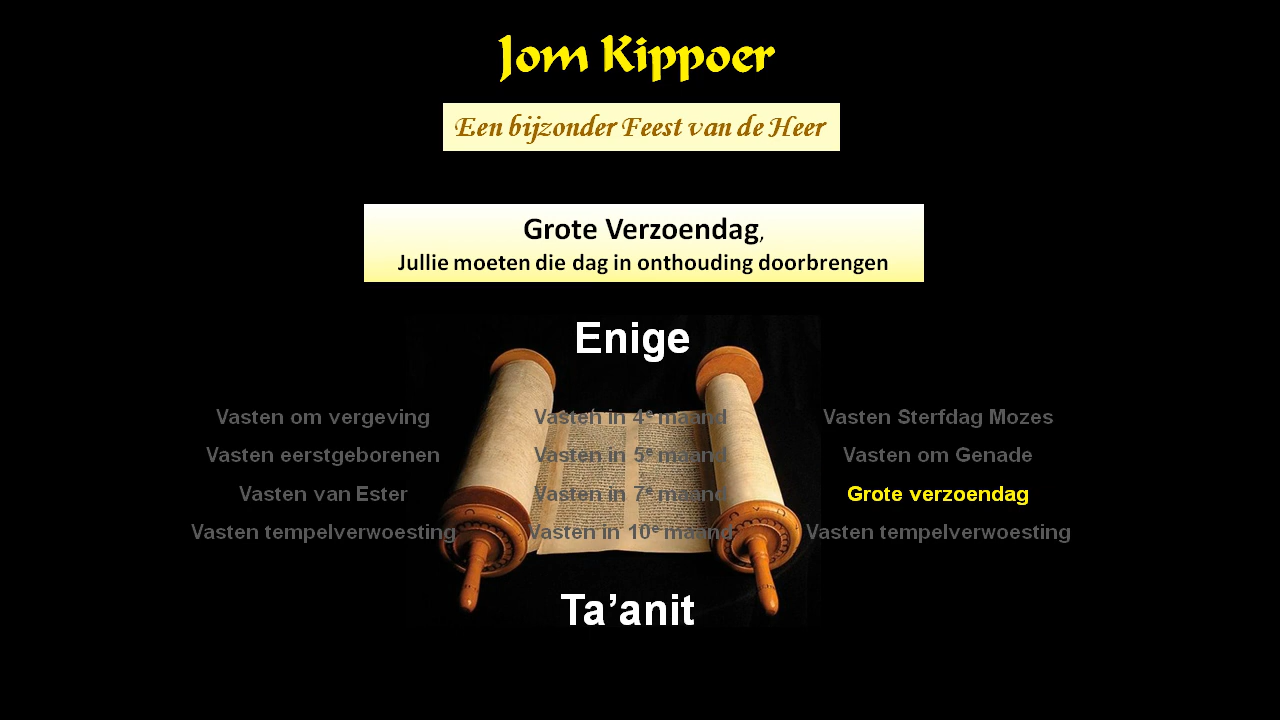 Jom Kippoer
Een bijzonder Feest van de Heer
Grote Verzoendag,
Jullie moeten die dag in onthouding doorbrengen
Enige
Vasten om vergeving
Vasten eerstgeborenen
Vasten van Ester
Vasten tempelverwoesting
Vasten in 4e maand
Vasten in 5e maand
Vasten in 7e maand
Vasten in 10e maand
Vasten Sterfdag Mozes
Vasten om Genade
Grote verzoendag
Vasten tempelverwoesting
Ta’anit